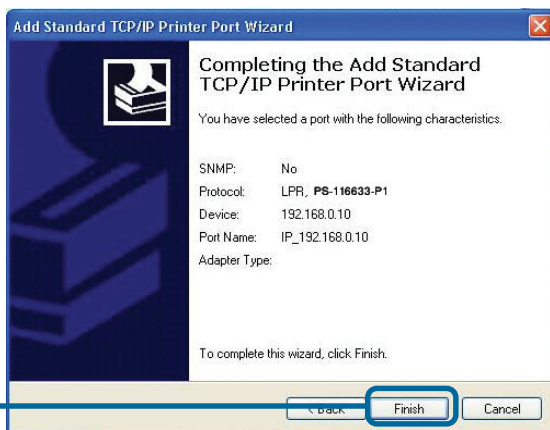 Add Standard TCP/IP Printer Port Wizard
Completing the Add Standard
TCP/IP Printer Port Wizard
You have selected a port with the following characteristics.
SNMP: No
Protocol: LPR, PS-116633-P1
Device: 192.168.0.10
Port Name: IP_192.168.0.10
Adapter Type:
To complete this wizard, click Finish.
< Back Finish Cancel